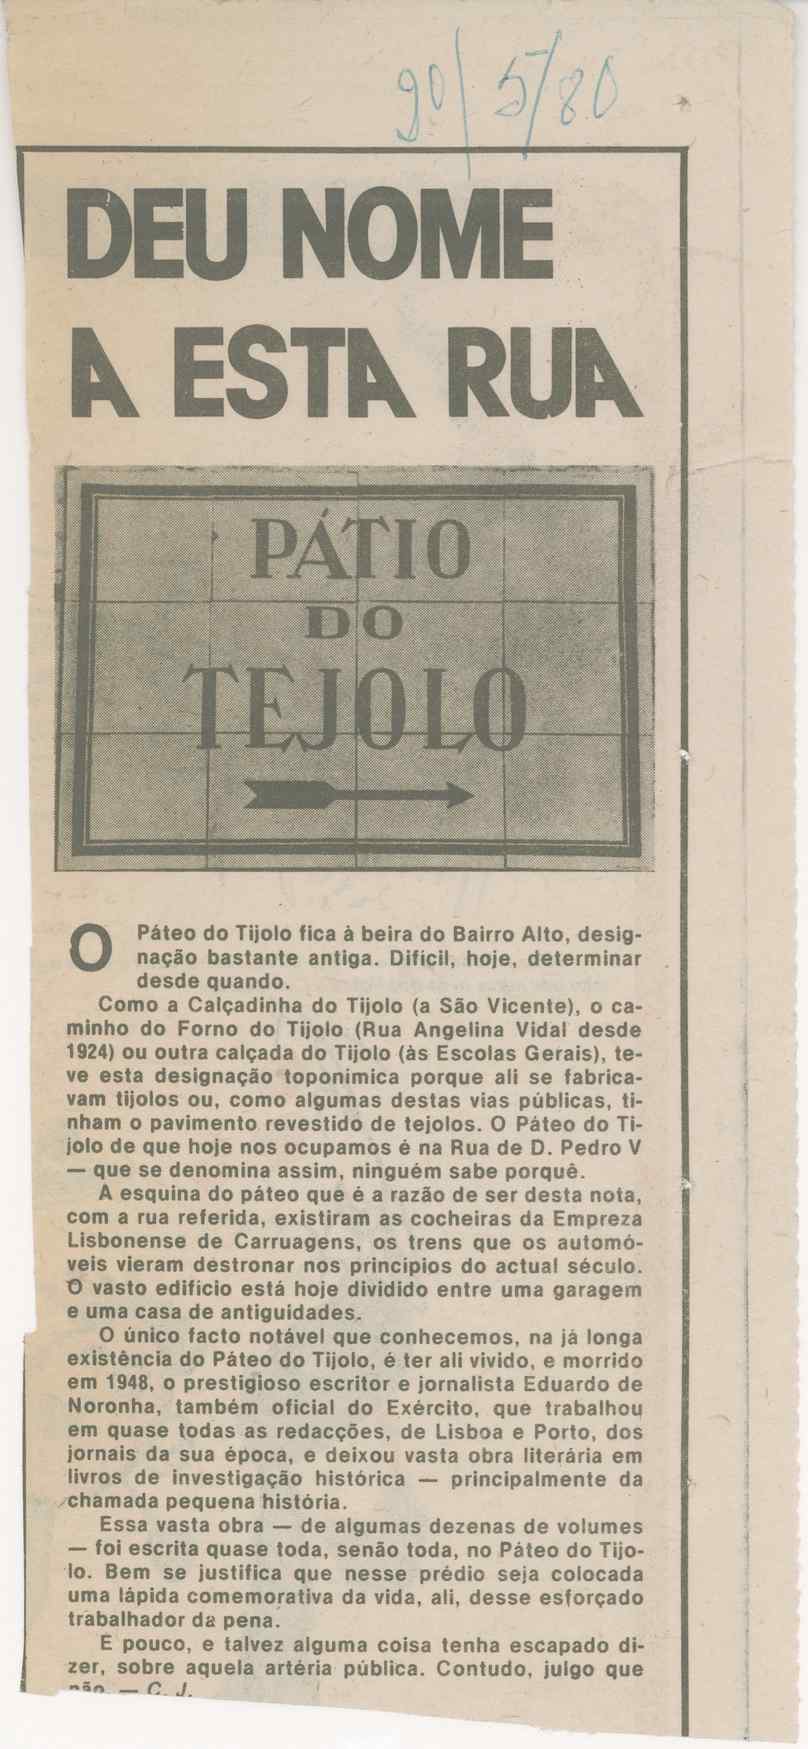 90/5/80
DEU NOME
A ESTA RUA
PÁTIO
DO
TEJOLO
O Páteo do Tijolo fica à beira do Bairro Alto, desig-
nação bastante antiga. Difícil, hoje, determinar
desde quando.
Como a Calçadinha do Tijolo (a São Vicente), o ca-
minho do Forno do Tijolo (Rua Angelina Vidal desde
1924) ou outra calçada do Tijolo (às Escolas Gerais), te-
ve esta designação toponímica porque ali se fabrica-
vam tijolos ou, como algumas destas vias públicas, ti-
nham o pavimento revestido de tejolos. O Páteo do Ti-
jolo de que hoje nos ocupamos é na Rua de D. Pedro V
— que se denomina assim, ninguém sabe porquê.
A esquina do páteo que é a razão de ser desta nota,
com a rua referida, existiram as cocheiras da Empreza
Lisbonense de Carruagens, os trens que os automó-
veis vieram destronar nos princípios do actual século.
O vasto edifício está hoje dividido entre uma garagem
e uma casa de antiguidades.
O único facto notável que conhecemos, na já longa
existência do Páteo do Tijolo, é ter ali vivido, e morrido
em 1948, o prestigioso escritor e jornalista Eduardo de
Noronha, também oficial do Exército, que trabalhou
em quase todas as redacções, de Lisboa e Porto, dos
jornais da sua época, e deixou vasta obra literária em
livros de investigação histórica — principalmente da
chamada pequena história.
Essa vasta obra — de algumas dezenas de volumes
— foi escrita quase toda, senão toda, no Páteo do Tijo-
lo. Bem se justifica que nesse prédio seja colocada
uma lápida comemorativa da vida, ali, desse esforçado
trabalhador da pena.
É pouco, e talvez alguma coisa tenha escapado di-
zer, sobre aquela artéria pública. Contudo, julgo que
não. — C. J.